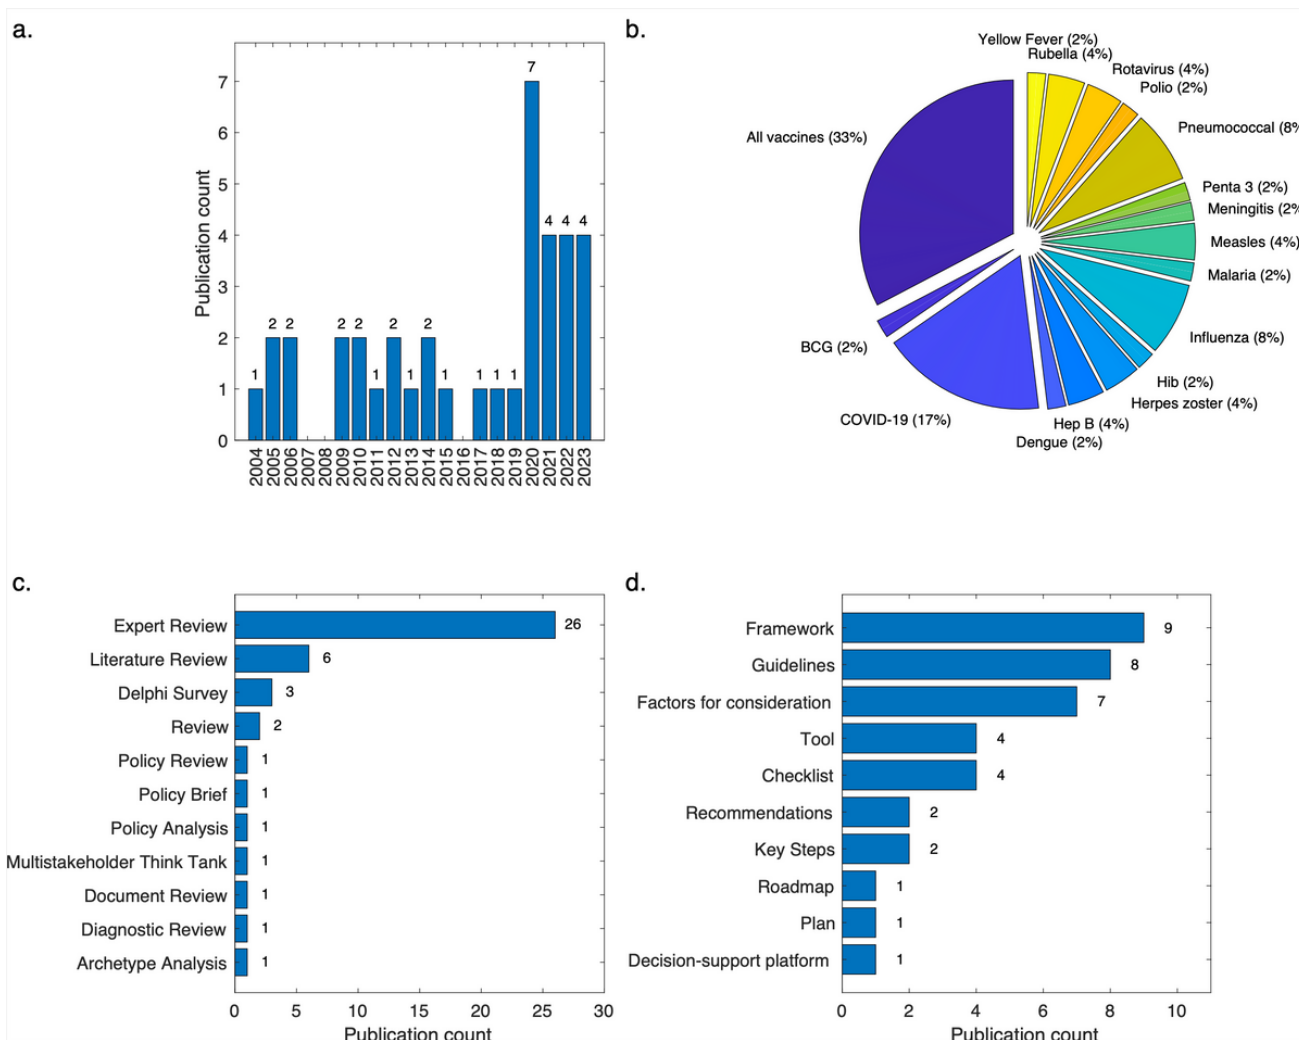 a.
Publication count
7
6
5
4
3
2
1
0
1
2
2
2
2
1
2
1
2
1
1
1
1
7
4
4
4
2004
2005
2006
2007
2008
2009
2010
2011
2012
2013
2014
2015
2016
2017
2018
2019
2020
2021
2022
2023
b.
Yellow Fever (2%)
Rubella (4%)
Rotavirus (4%)
Polio (2%)
Pneumococcal (8%
Penta 3 (2%)
Meningitis (2%
Measles (4%)
Malaria (2%)
Influenza (8%)
Hib (2%)
Herpes zoster (4%)
Hep B (4%)
Dengue (2%)
COVID-19 (17%)
BCG (2%)
All vaccines (33%)
c.
Expert Review 26
Literature Review 6
Delphi Survey 3
Review 2
Policy Review 1
Policy Brief 1
Policy Analysis 1
Multistakeholder Think Tank 1
Document Review 1
Diagnostic Review 1
Archetype Analysis 1
0 5 10 15 20 25 30
Publication count
d.
Framework 9
Guidelines 8
Factors for consideration 7
Tool 4
Checklist 4
Recommendations 2
Key Steps 2
Roadmap 1
Plan 1
Decision-support platform 1
0 2 4 6 8 10
Publication count